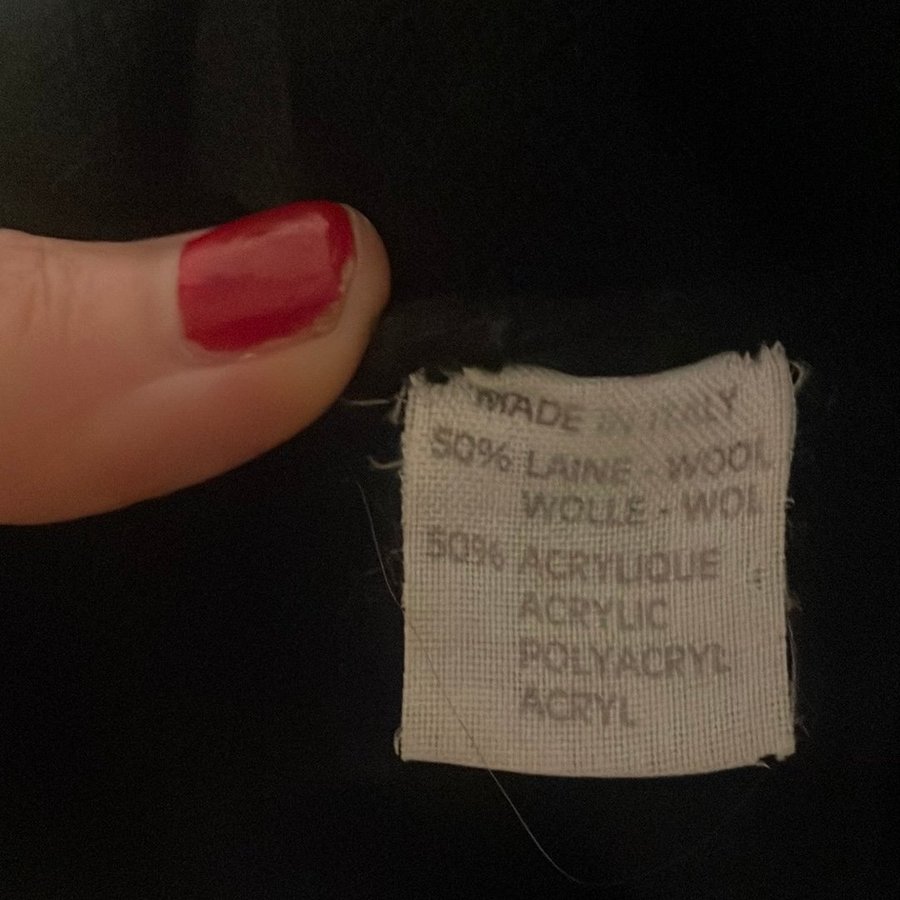 MADE IN ITALY
50% LAINE - WOOL
WOLLE - WOL
50% ACRYLIQUE
ACRYLIC
POLYACRYL
ACRYL